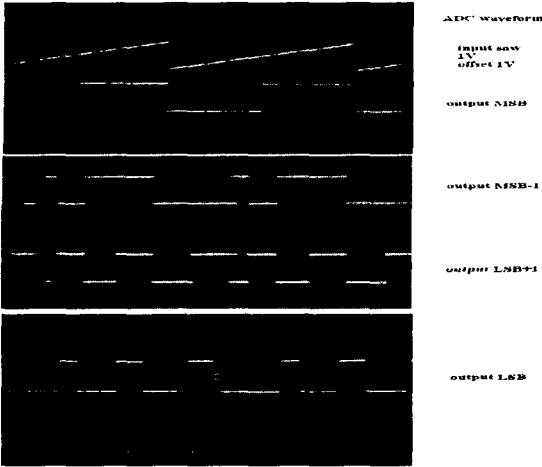 ADC waveform
input saw
1V
offset 1V
output MSB
output MSB-1
output LSB+1
output LSB